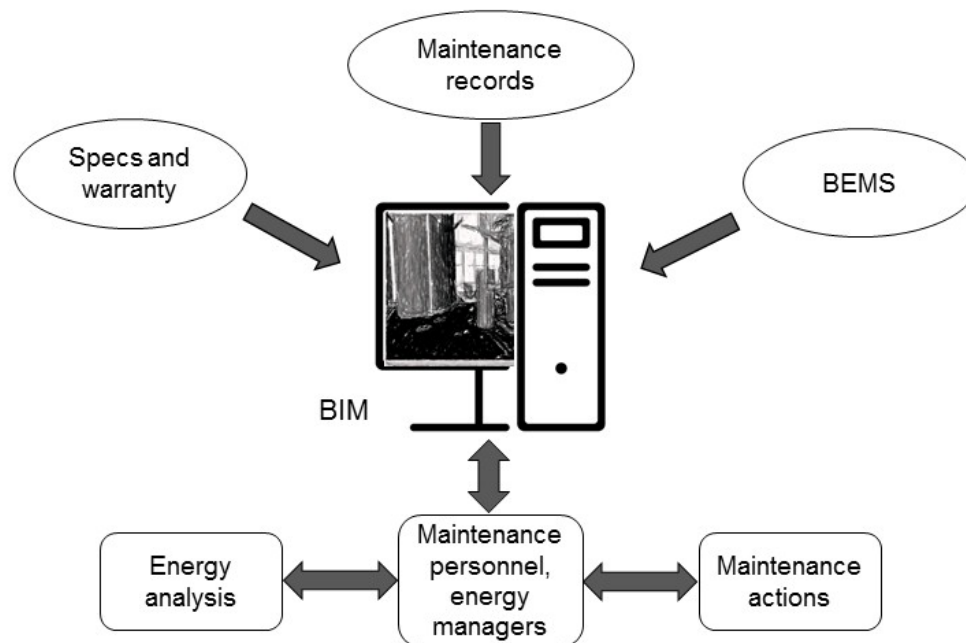 Maintenance
records
Specs and
warranty
BEMS
BIM
Energy
analysis
Maintenance
personnel,
energy
managers
Maintenance
actions